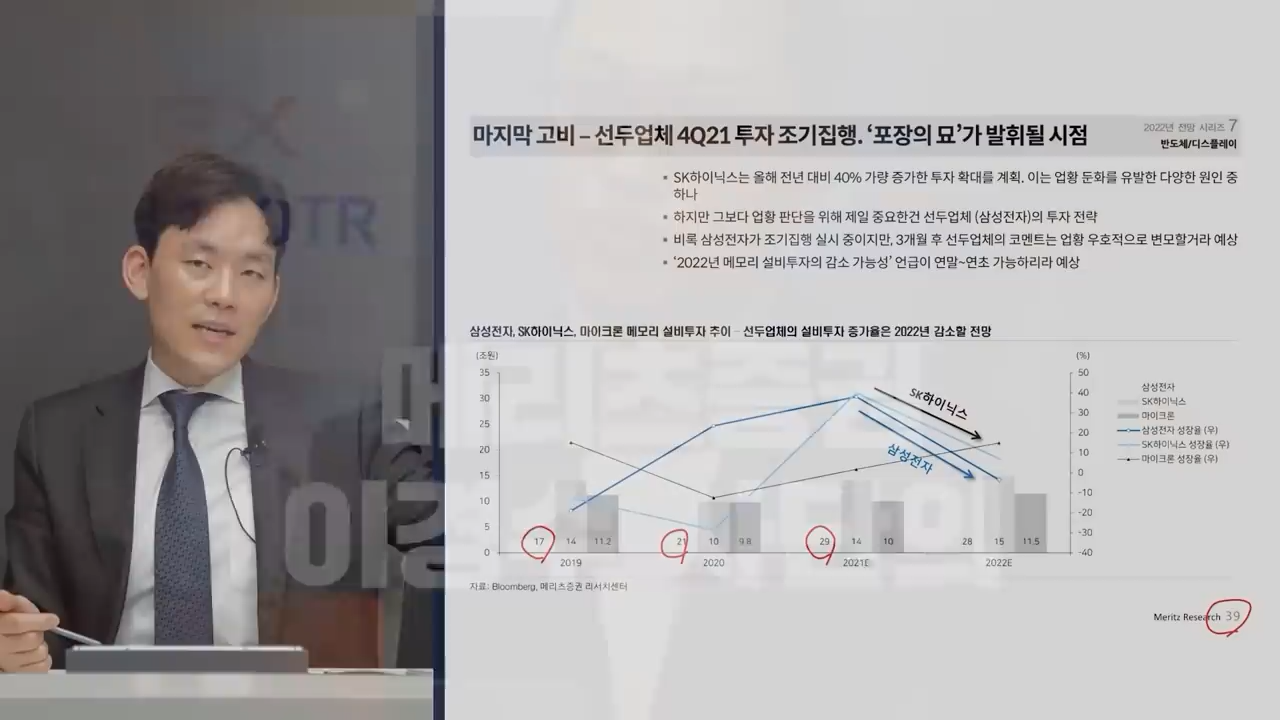 마지막 고비 – 선두업체 4Q21 투자 조기집행. ‘포장의 묘’가 발휘될 시점
2022년 전망 시리즈 7
반도체/디스플레이
▪ SK하이닉스는 올해 전년 대비 40% 가량 증가한 투자 확대를 계획. 이는 업황 둔화를 유발한 다양한 원인 중
하나
▪ 하지만 그보다 업황 판단을 위해 제일 중요한건 선두업체 (삼성전자)의 투자 전략
▪ 비록 삼성전자가 조기집행 실시 중이지만, 3개월 후 선두업체의 코멘트는 업황 우호적으로 변모할거라 예상
▪ ‘2022년 메모리 설비투자의 감소 가능성’ 언급이 연말~연초 가능하리라 예상
삼성전자, SK하이닉스, 마이크론 메모리 설비투자 추이 – 선두업체의 설비투자 증가율은 2022년 감소할 전망
(조원)
(%)
35
30
25
20
15
10
5
0
50
40
30
20
10
0
-10
-20
-30
-40
SK하이닉스
삼성전자
17 14 11.2
21 10 9.8
29 14 10
28 15 11.5
2019 2020 2021E 2022E
삼성전자
SK하이닉스
마이크론
삼성전자 성장율 (우)
SK하이닉스 성장율 (우)
마이크론 성장율 (우)
자료: Bloomberg, 메리츠증권 리서치센터
Meritz Research 39
메리츠증권
TR